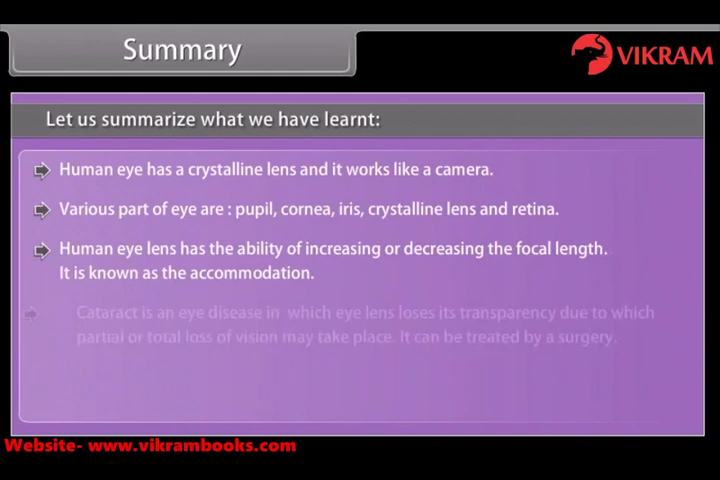 Summary
VIKRAM
Let us summarize what we have learnt:
Human eye has a crystalline lens and it works like a camera.
Various part of eye are : pupil, cornea, iris, crystalline lens and retina.
Human eye lens has the ability of increasing or decreasing the focal length.
It is known as the accommodation.
Cataract is an eye disease in which eye lens loses its transparency due to which
partial or total loss of vision may take place. It can be treated by a surgery.
Website- www.vikrambooks.com